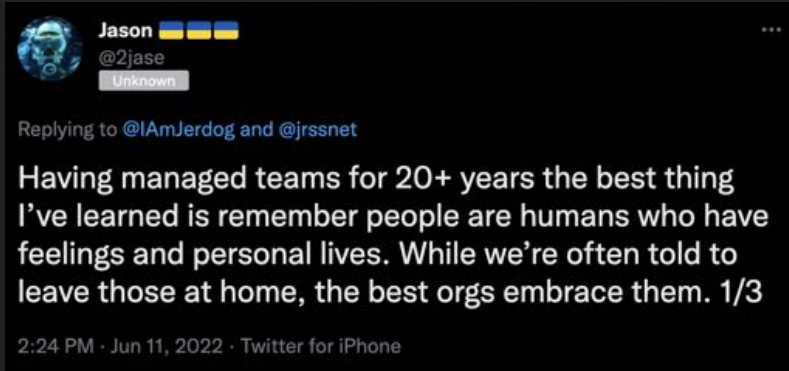 Jason 🇺🇦🇺🇦🇺🇦
@2jase
Unknown
Replying to @IAmJerdog and @jrssnet
Having managed teams for 20+ years the best thing
I've learned is remember people are humans who have
feelings and personal lives. While we're often told to
leave those at home, the best orgs embrace them. 1/3
2:24 PM · Jun 11, 2022 · Twitter for iPhone